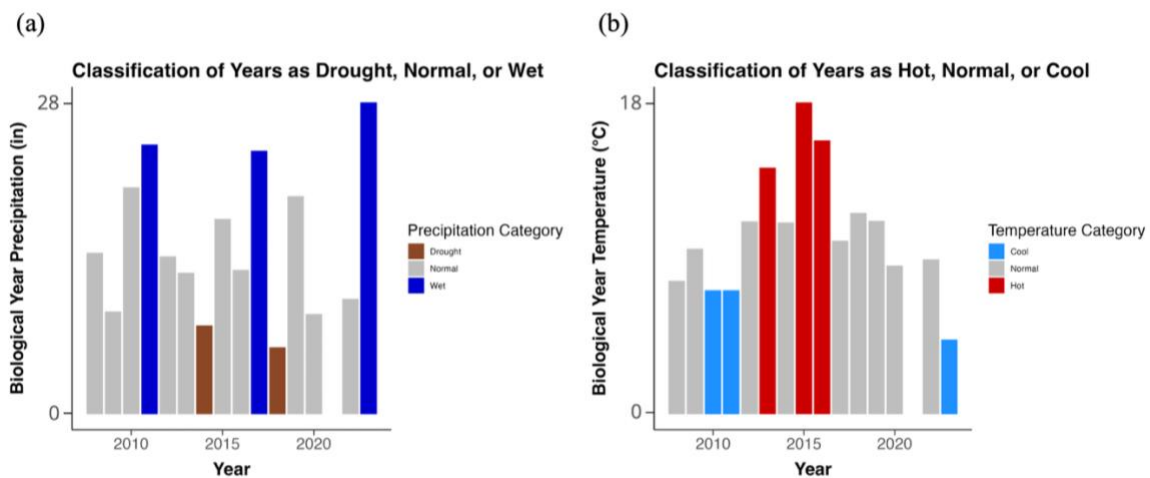 (a)
Classification of Years as Drought, Normal, or Wet
28
0
Biological Year Precipitation (in)
2010 2015 2020
Year
Precipitation Category
Drought
Normal
Wet
(b)
Classification of Years as Hot, Normal, or Cool
18
0
Biological Year Temperature (°C)
2010 2015 2020
Year
Temperature Category
Cool
Normal
Hot